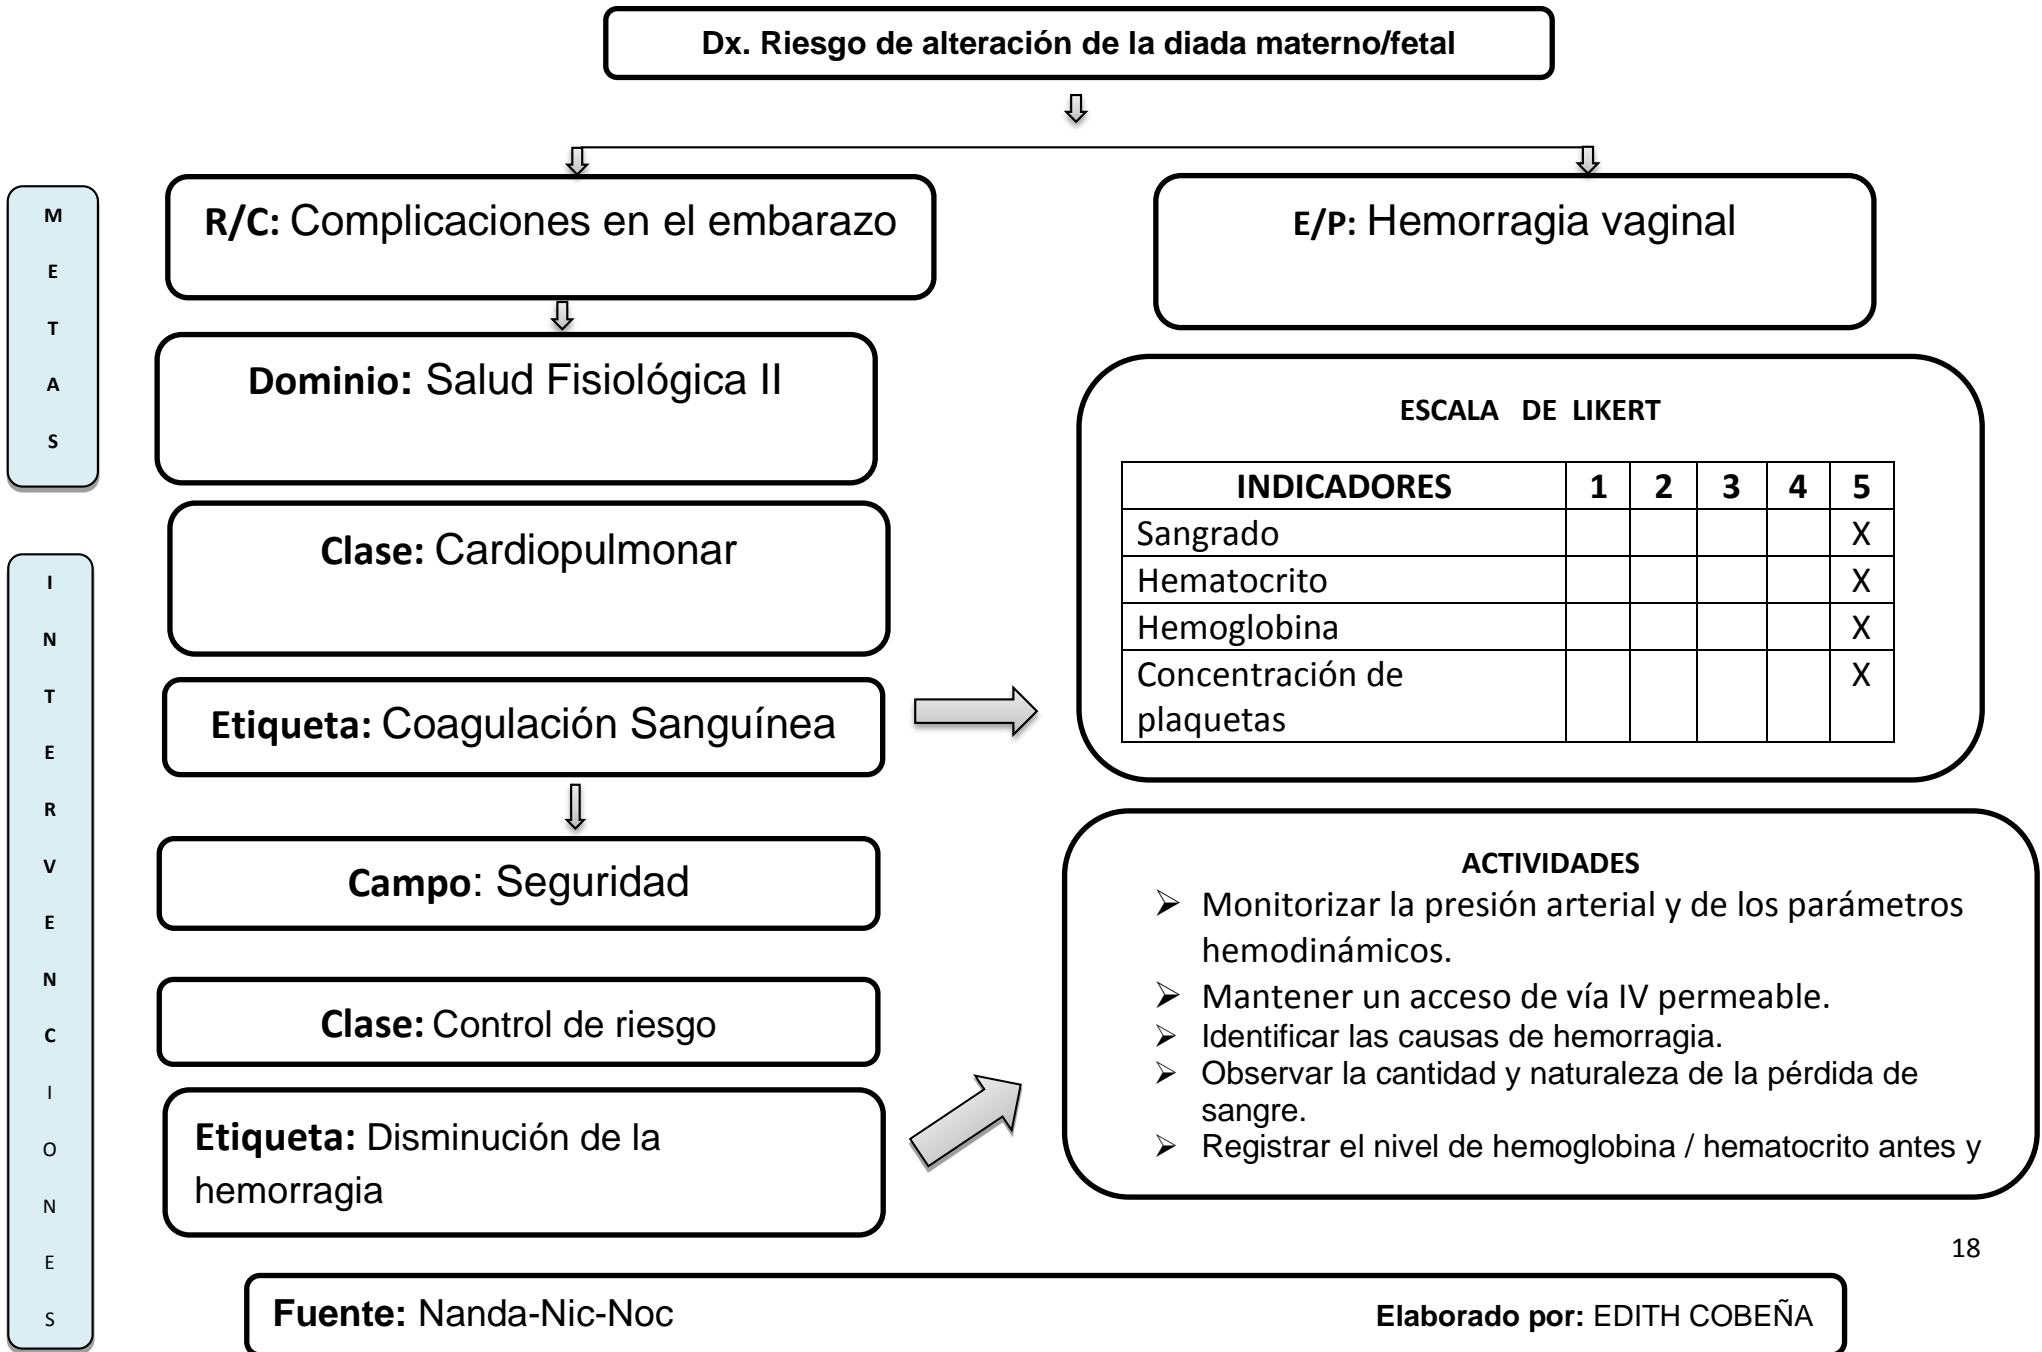 Dx. Riesgo de alteración de la diada materno/fetal
M
E
T
A
S
R/C: Complicaciones en el embarazo
E/P: Hemorragia vaginal
Dominio: Salud Fisiológica II
Clase: Cardiopulmonar
Etiqueta: Coagulación Sanguínea
ESCALA DE LIKERT
INDICADORES 1 2 3 4 5
Sangrado X
Hematocrito X
Hemoglobina X
Concentración de X
plaquetas
I
N
T
E
R
V
E
N
C
I
O
N
E
S
Campo: Seguridad
Clase: Control de riesgo
Etiqueta: Disminución de la
hemorragia
ACTIVIDADES
➢ Monitorizar la presión arterial y de los parámetros
hemodinámicos.
➢ Mantener un acceso de vía IV permeable.
➢ Identificar las causas de hemorragia.
➢ Observar la cantidad y naturaleza de la pérdida de
sangre.
➢ Registrar el nivel de hemoglobina / hematocrito antes y
18
Fuente: Nanda-Nic-Noc
Elaborado por: EDITH COBEÑA